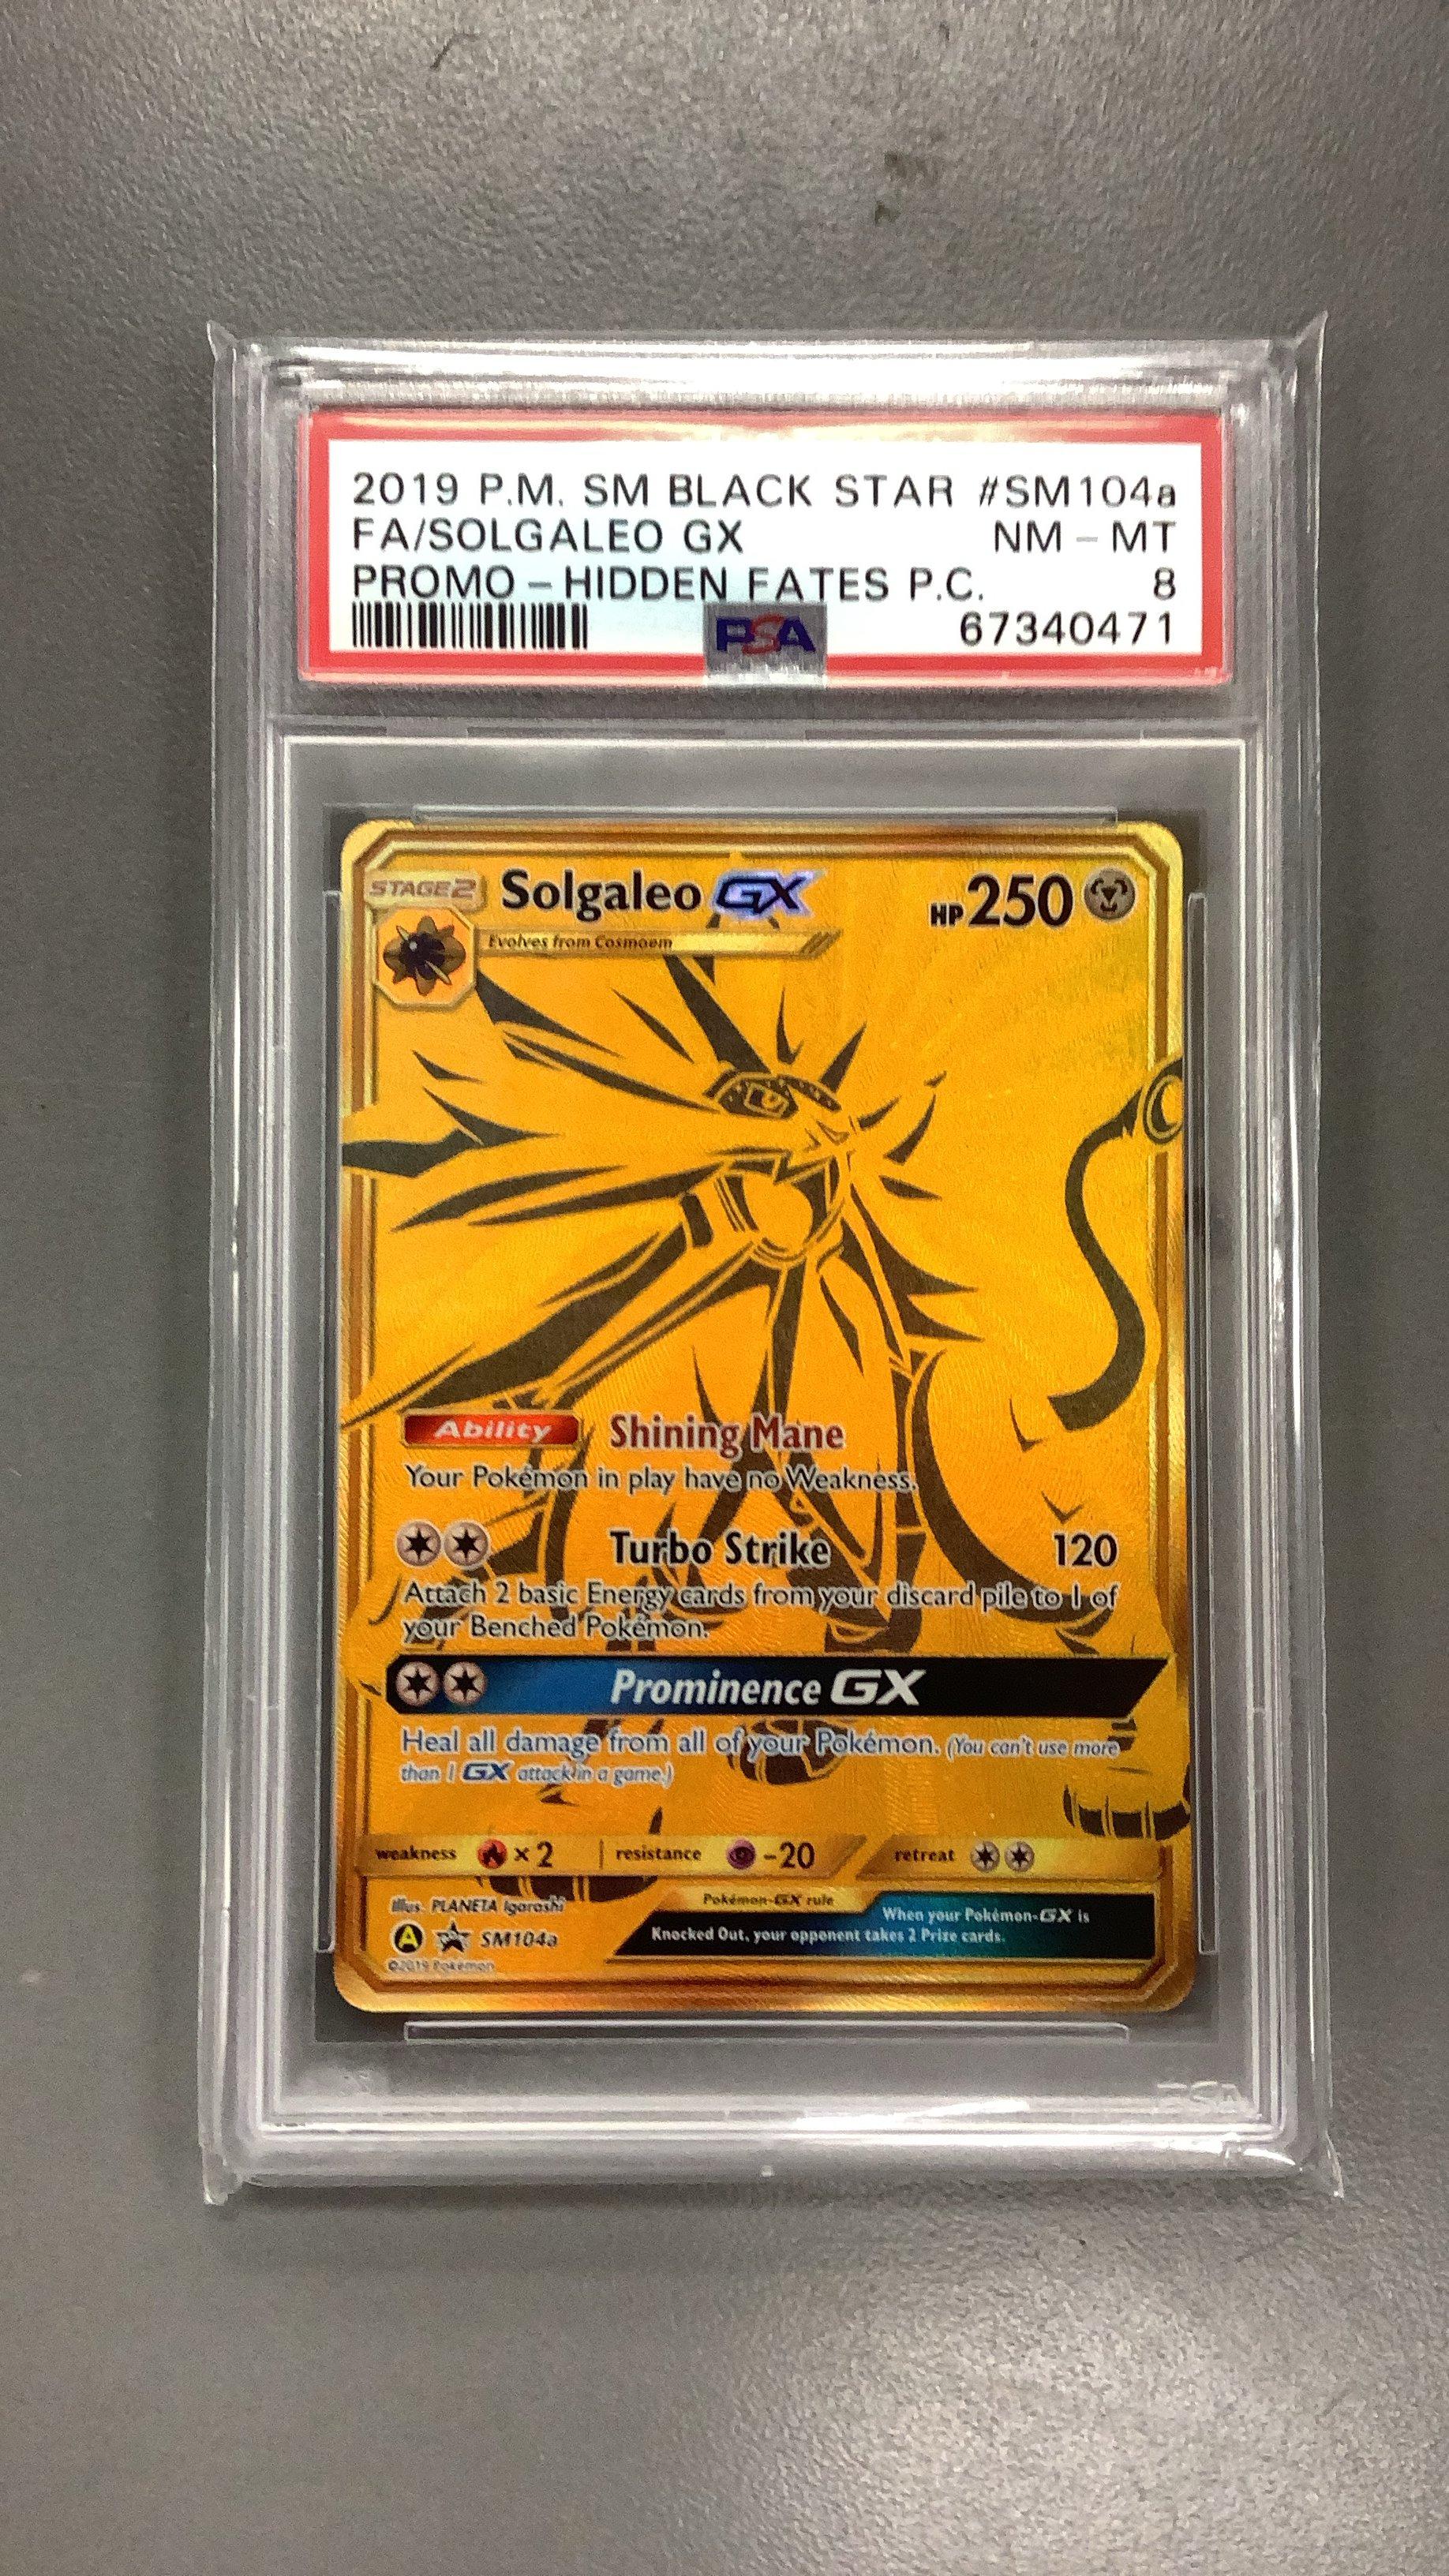 2019 P.M. SM BLACK STAR #SM104a
FA/SOLGALEO GX NM - MT
PROMO - HIDDEN FATES P.C. 8
PSA 67340471
STAGE 2 Solgaleo GX HP 250
Evolves from Cosmoem
Ability Shining Mane
Your Pokémon in play have no Weakness.
Turbo Strike 120
Attach 2 basic Energy cards from your discard pile to 1 of
your Benched Pokémon.
Prominence GX
Heal all damage from all of your Pokémon. (You can't use more
than 1 GX attack in a game.)
weakness ×2 resistance -20 retreat
Illus. PLANETA Igarashi
Pokémon-GX rule
When your Pokémon-GX is
Knocked Out, your opponent takes 2 Prize cards.
A SM104a
©2019 Pokémon
PSA